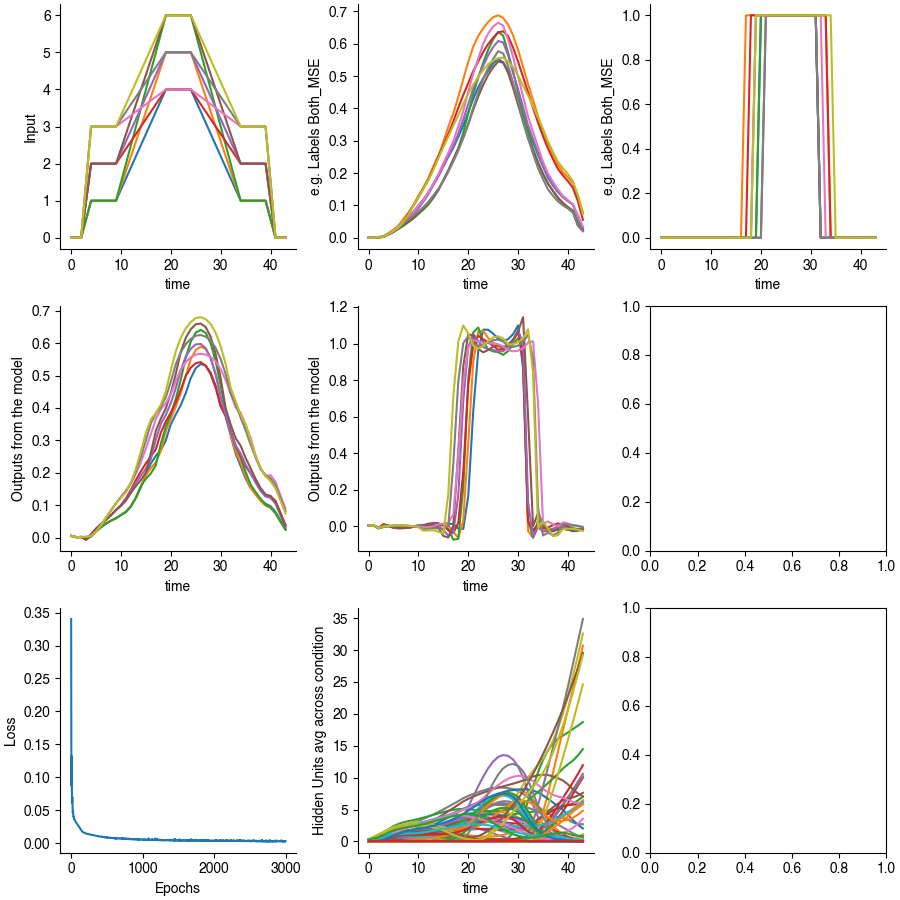 Input
6
5
4
3
2
1
0
0 10 20 30 40
time
e.g. Labels Both_MSE
0.7
0.6
0.5
0.4
0.3
0.2
0.1
0.0
0 10 20 30 40
time
e.g. Labels Both_MSE
1.0
0.8
0.6
0.4
0.2
0.0
0 10 20 30 40
time
Outputs from the model
0.7
0.6
0.5
0.4
0.3
0.2
0.1
0.0
0 10 20 30 40
time
Outputs from the model
1.2
1.0
0.8
0.6
0.4
0.2
0.0
0 10 20 30 40
time
1.0
0.8
0.6
0.4
0.2
0.0
0.0 0.2 0.4 0.6 0.8 1.0
Loss
0.35
0.30
0.25
0.20
0.15
0.10
0.05
0.00
0 1000 2000 3000
Epochs
Hidden Units avg across condition
35
30
25
20
15
10
5
0
0 10 20 30 40
time
1.0
0.8
0.6
0.4
0.2
0.0
0.0 0.2 0.4 0.6 0.8 1.0